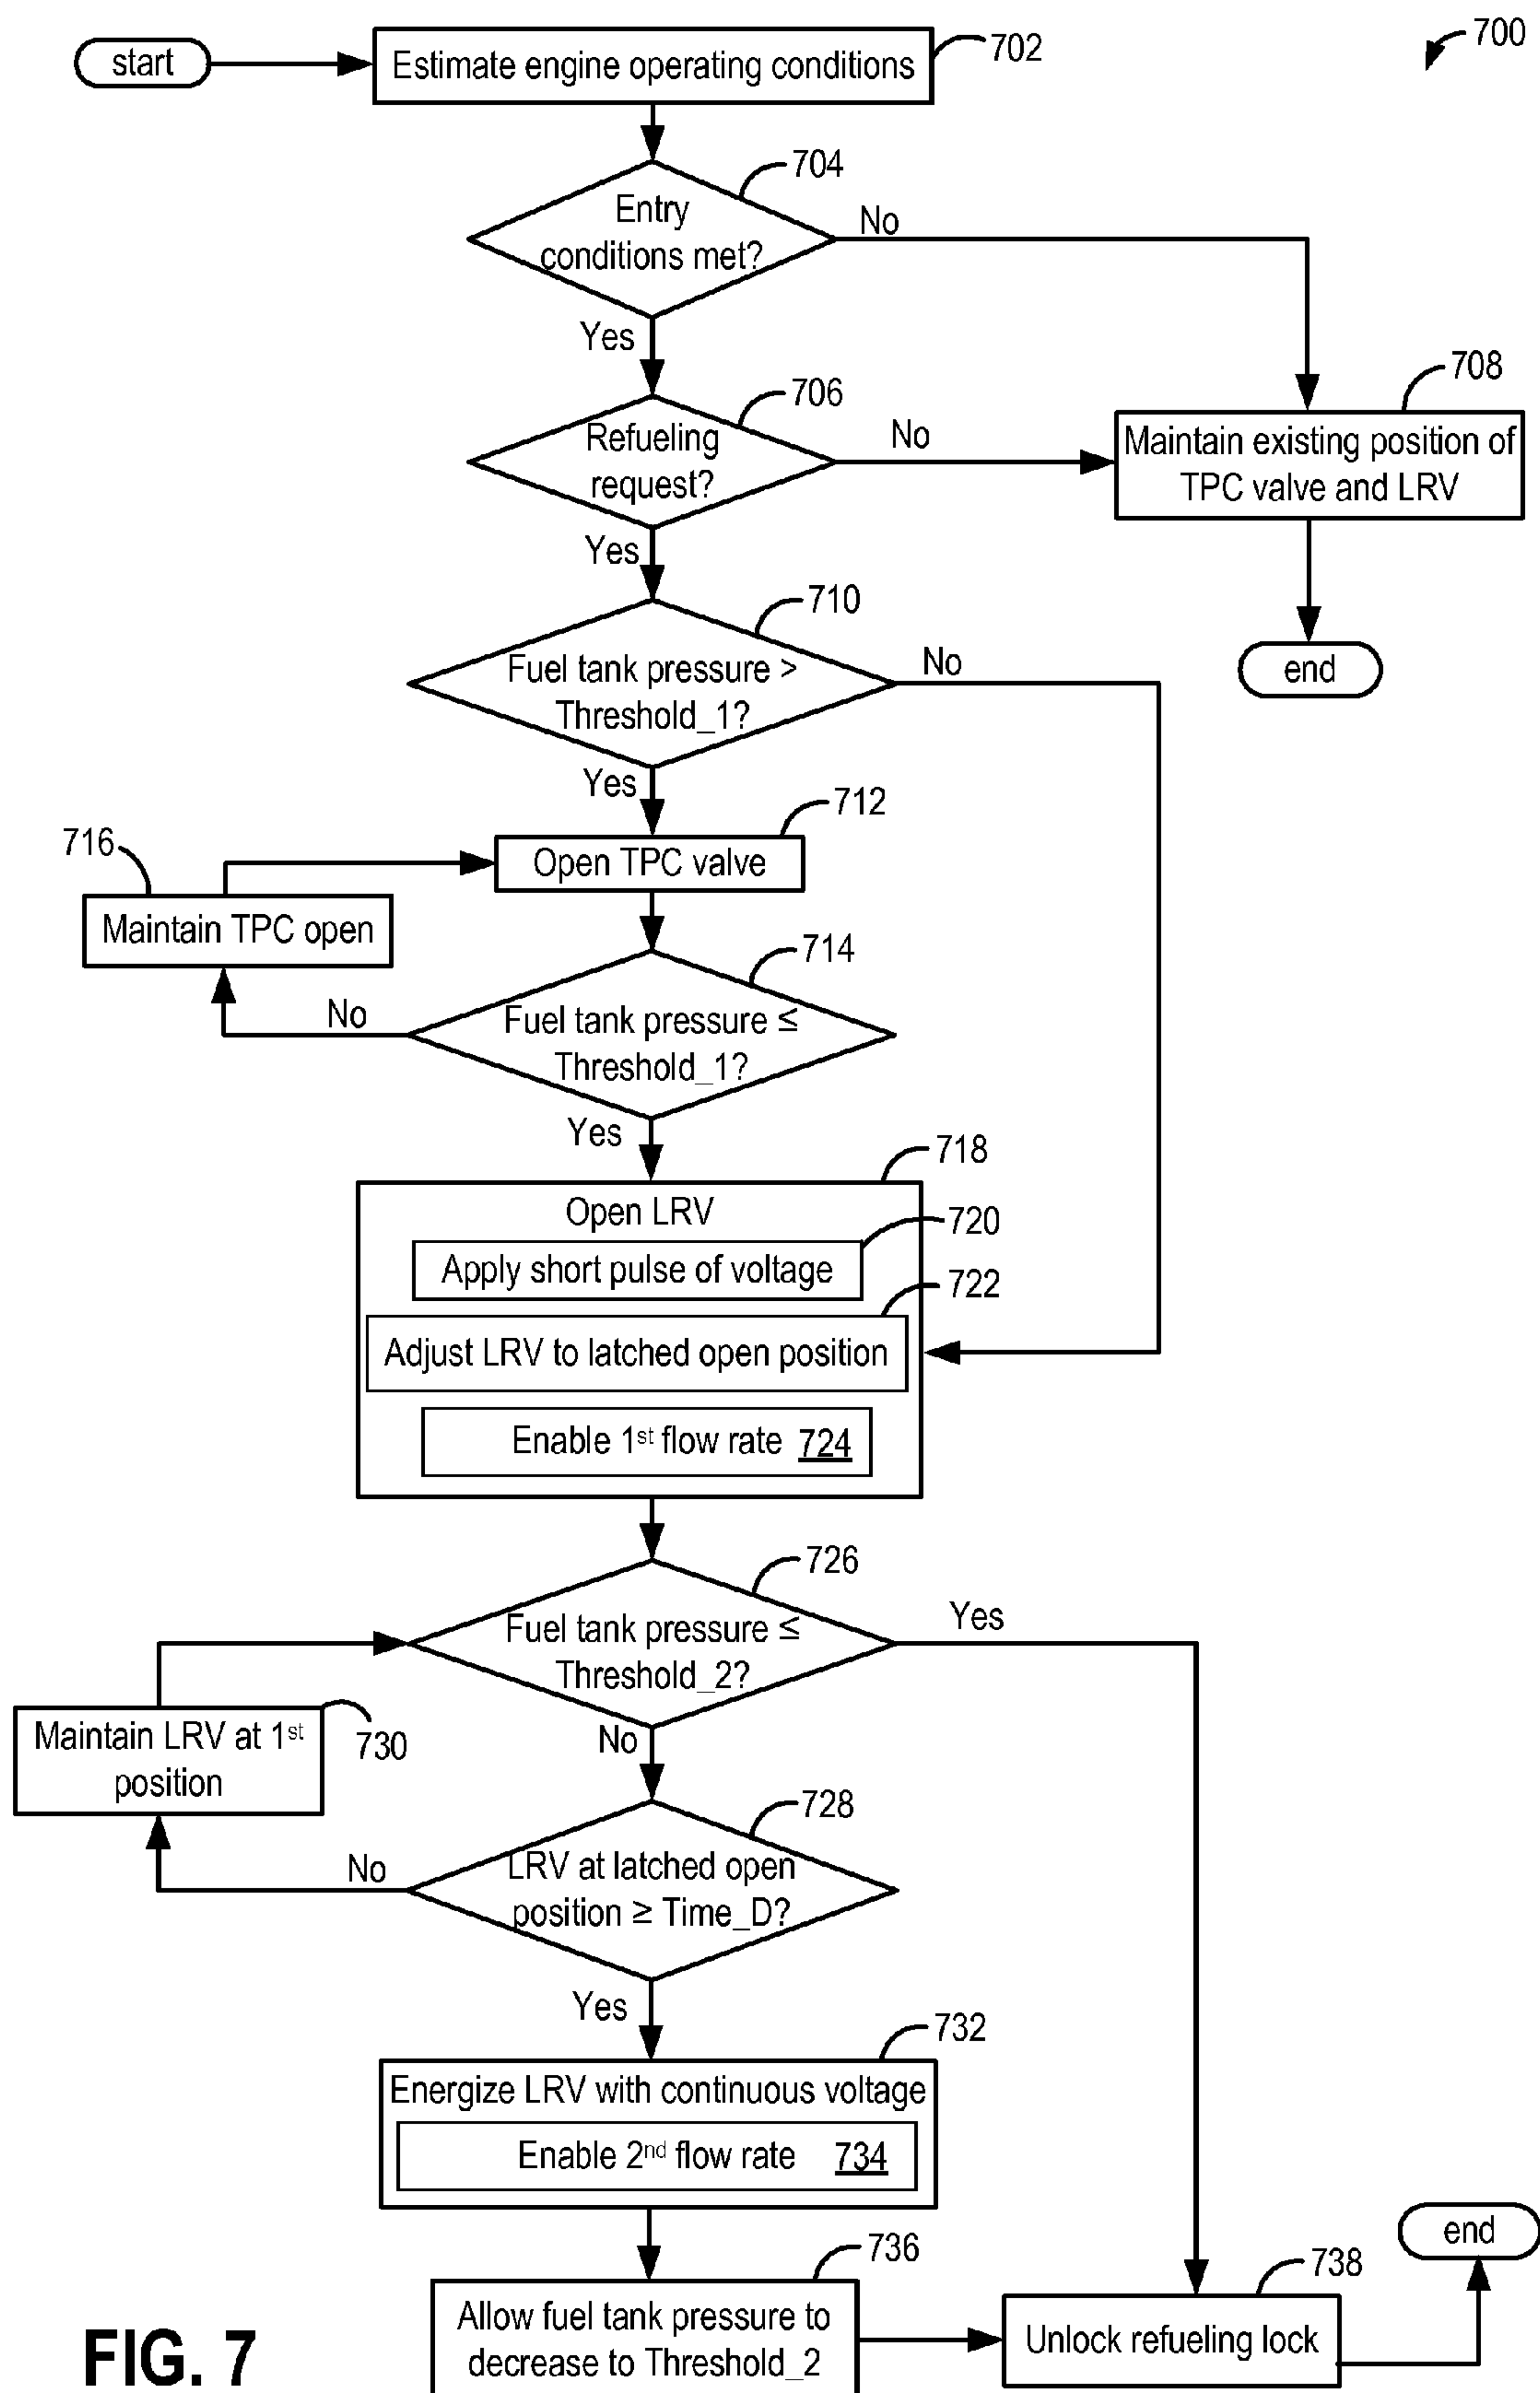 700
start
Estimate engine operating conditions
702
704
Entry
conditions met?
No
Yes
706
Refueling
request?
No
708
Maintain existing position of
TPC valve and LRV
Yes
end
710
Fuel tank pressure >
Threshold_1?
No
Yes
712
Open TPC valve
716
Maintain TPC open
714
Fuel tank pressure ≤
Threshold_1?
No
Yes
718
Open LRV
720
Apply short pulse of voltage
722
Adjust LRV to latched open position
Enable 1st flow rate 724
726
Fuel tank pressure ≤
Threshold_2?
Yes
No
Maintain LRV at 1st
position
730
728
LRV at latched open
position ≥ Time_D?
No
Yes
732
Energize LRV with continuous voltage
Enable 2nd flow rate 734
736
Allow fuel tank pressure to
decrease to Threshold_2
738
Unlock refueling lock
end
FIG. 7